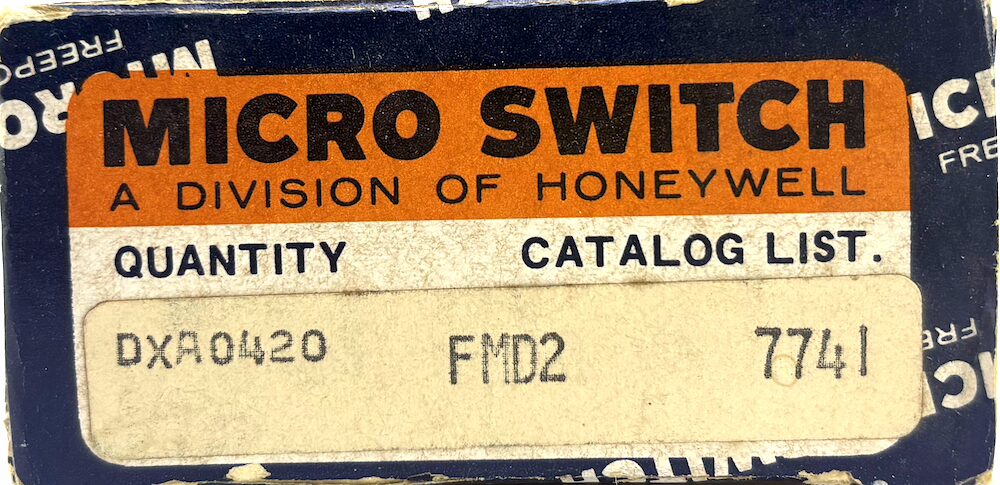 MICRO SWITCH
A DIVISION OF HONEYWELL
QUANTITY CATALOG LIST.
DXA0420 FMD2 7741